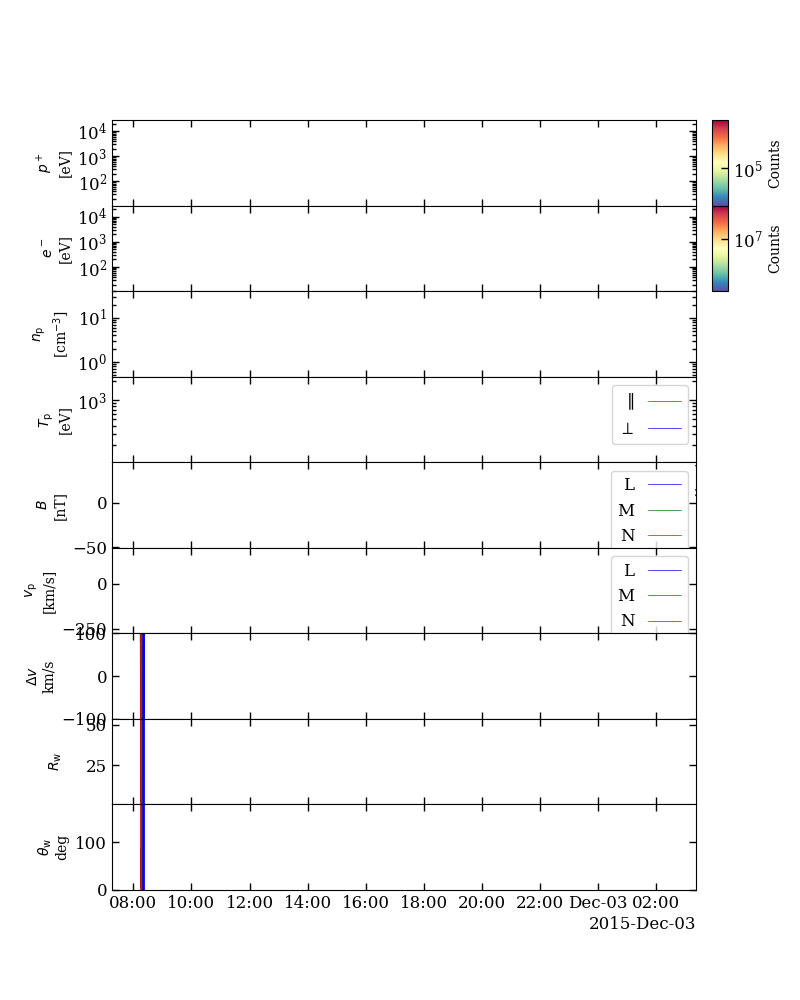 10⁴
10³
10²
p⁺
[eV]
10⁵
Counts
10⁴
10³
10²
e⁻
[eV]
10⁷
Counts
10¹
10⁰
nₚ
[cm⁻³]
10³
Tₚ
[eV]
∥
⊥
0
−50
B
[nT]
L
M
N
0
−250
vₚ
[km/s]
L
M
N
100
0
−100
Δv
km/s
50
25
R_w
100
0
θ_w
deg
08:00 10:00 12:00 14:00 16:00 18:00 20:00 22:00 Dec-03 02:00
2015-Dec-03